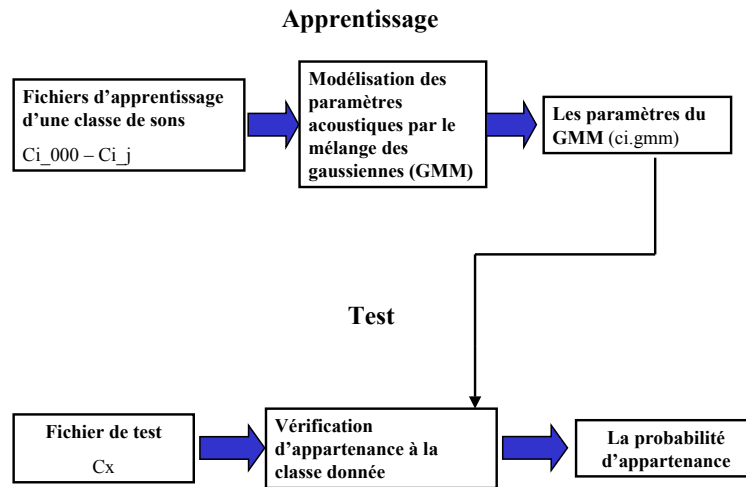 Apprentissage
Fichiers d'apprentissage
d'une classe de sons
Ci_000 – Ci_j
Modélisation des
paramètres
acoustiques par le
mélange des
gaussiennes (GMM)
Les paramètres du
GMM (ci.gmm)
Test
Fichier de test
Cx
Vérification
d'appartenance à la
classe donnée
La probabilité
d'appartenance